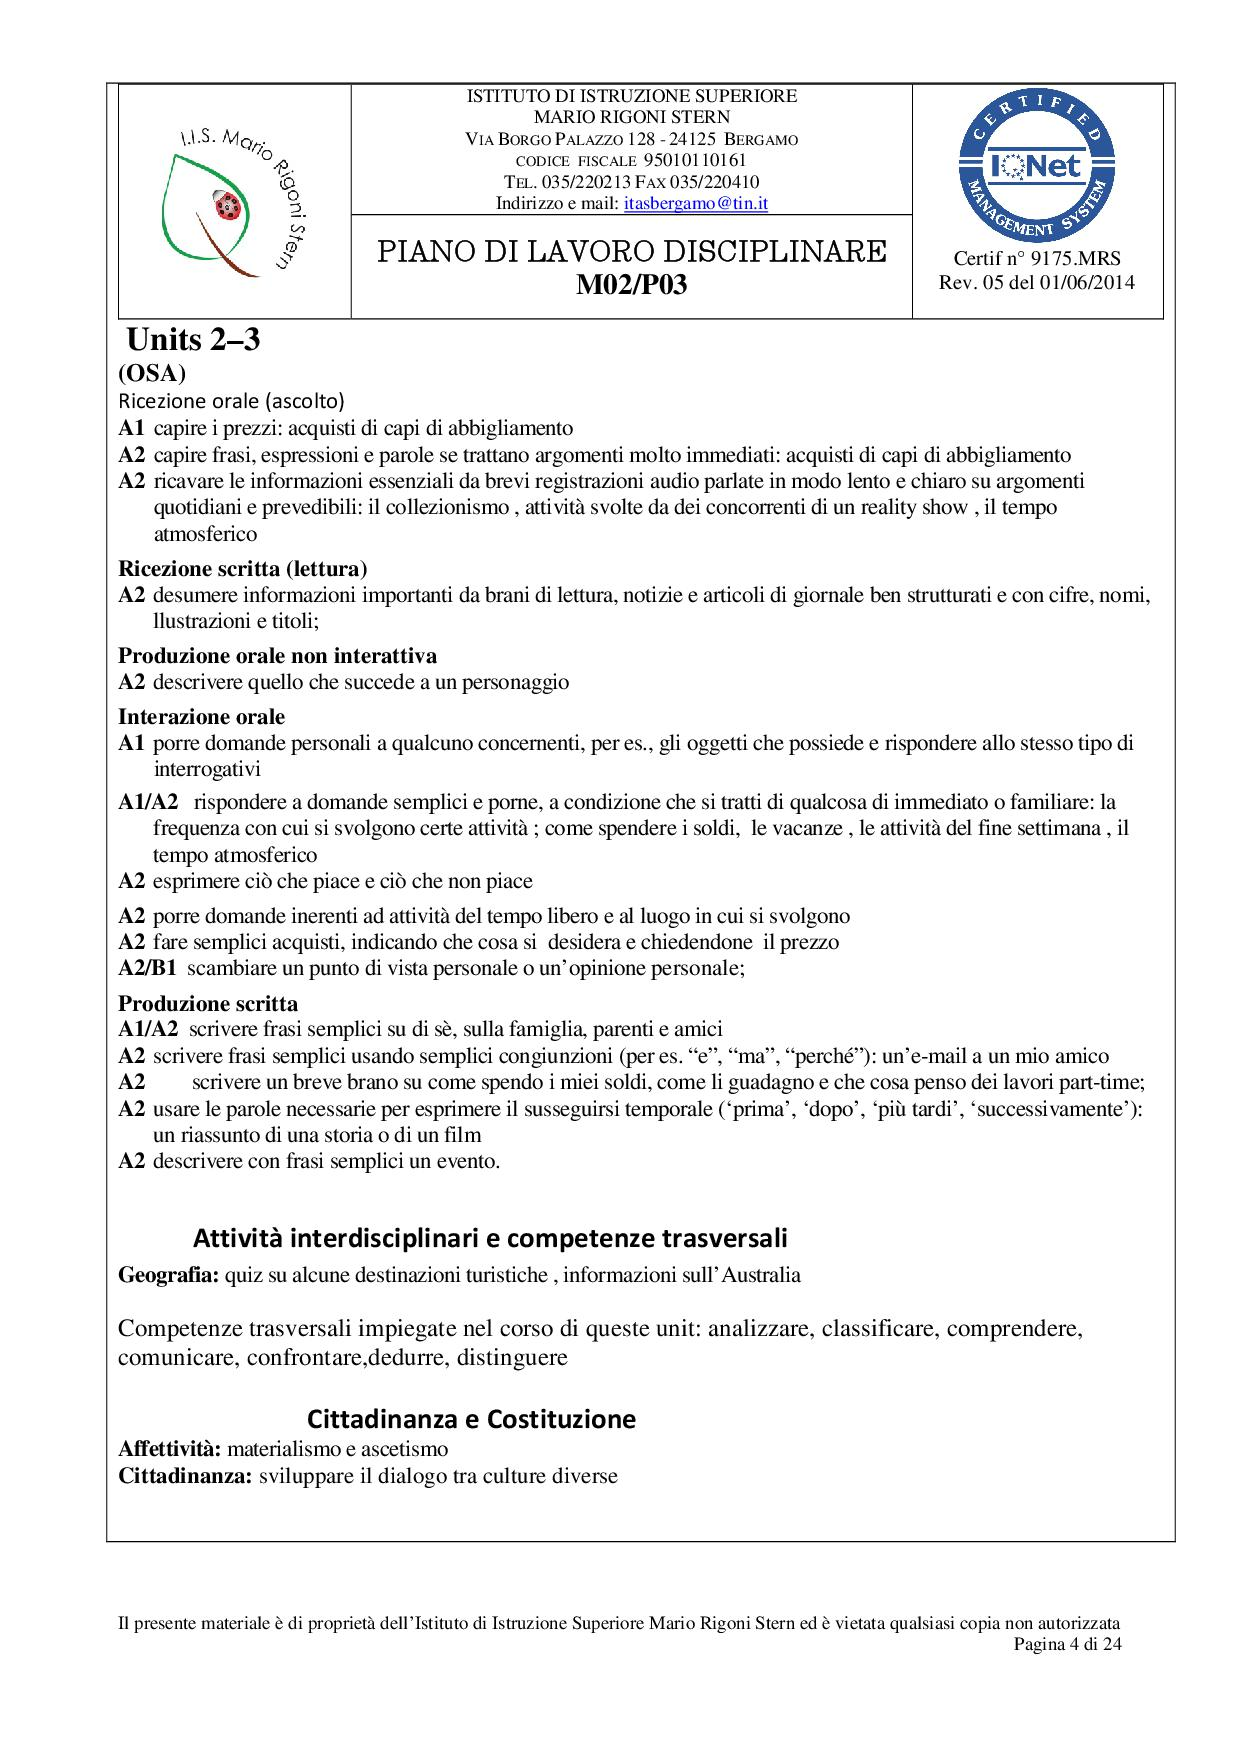 I.I.S. Mario Rigoni Stern
ISTITUTO DI ISTRUZIONE SUPERIORE
MARIO RIGONI STERN
VIA BORGO PALAZZO 128 - 24125 BERGAMO
CODICE FISCALE 95010110161
TEL. 035/220213 FAX 035/220410
Indirizzo e mail: itasbergamo@tin.it
PIANO DI LAVORO DISCIPLINARE
M02/P03
CERTIFIED
IQNet
MANAGEMENT SYSTEM
Certif n° 9175.MRS
Rev. 05 del 01/06/2014
Units 2–3
(OSA)
Ricezione orale (ascolto)
A1 capire i prezzi: acquisti di capi di abbigliamento
A2 capire frasi, espressioni e parole se trattano argomenti molto immediati: acquisti di capi di abbigliamento
A2 ricavare le informazioni essenziali da brevi registrazioni audio parlate in modo lento e chiaro su argomenti
quotidiani e prevedibili: il collezionismo , attività svolte da dei concorrenti di un reality show , il tempo
atmosferico
Ricezione scritta (lettura)
A2 desumere informazioni importanti da brani di lettura, notizie e articoli di giornale ben strutturati e con cifre, nomi,
llustrazioni e titoli;
Produzione orale non interattiva
A2 descrivere quello che succede a un personaggio
Interazione orale
A1 porre domande personali a qualcuno concernenti, per es., gli oggetti che possiede e rispondere allo stesso tipo di
interrogativi
A1/A2 rispondere a domande semplici e porne, a condizione che si tratti di qualcosa di immediato o familiare: la
frequenza con cui si svolgono certe attività ; come spendere i soldi, le vacanze , le attività del fine settimana , il
tempo atmosferico
A2 esprimere ciò che piace e ciò che non piace
A2 porre domande inerenti ad attività del tempo libero e al luogo in cui si svolgono
A2 fare semplici acquisti, indicando che cosa si desidera e chiedendone il prezzo
A2/B1 scambiare un punto di vista personale o un’opinione personale;
Produzione scritta
A1/A2 scrivere frasi semplici su di sè, sulla famiglia, parenti e amici
A2 scrivere frasi semplici usando semplici congiunzioni (per es. “e”, “ma”, “perché”): un’e-mail a un mio amico
A2 scrivere un breve brano su come spendo i miei soldi, come li guadagno e che cosa penso dei lavori part-time;
A2 usare le parole necessarie per esprimere il susseguirsi temporale (‘prima’, ‘dopo’, ‘più tardi’, ‘successivamente’):
un riassunto di una storia o di un film
A2 descrivere con frasi semplici un evento.
Attività interdisciplinari e competenze trasversali
Geografia: quiz su alcune destinazioni turistiche , informazioni sull’Australia
Competenze trasversali impiegate nel corso di queste unit: analizzare, classificare, comprendere,
comunicare, confrontare,dedurre, distinguere
Cittadinanza e Costituzione
Affettività: materialismo e ascetismo
Cittadinanza: sviluppare il dialogo tra culture diverse
Il presente materiale è di proprietà dell’Istituto di Istruzione Superiore Mario Rigoni Stern ed è vietata qualsiasi copia non autorizzata
Pagina 4 di 24